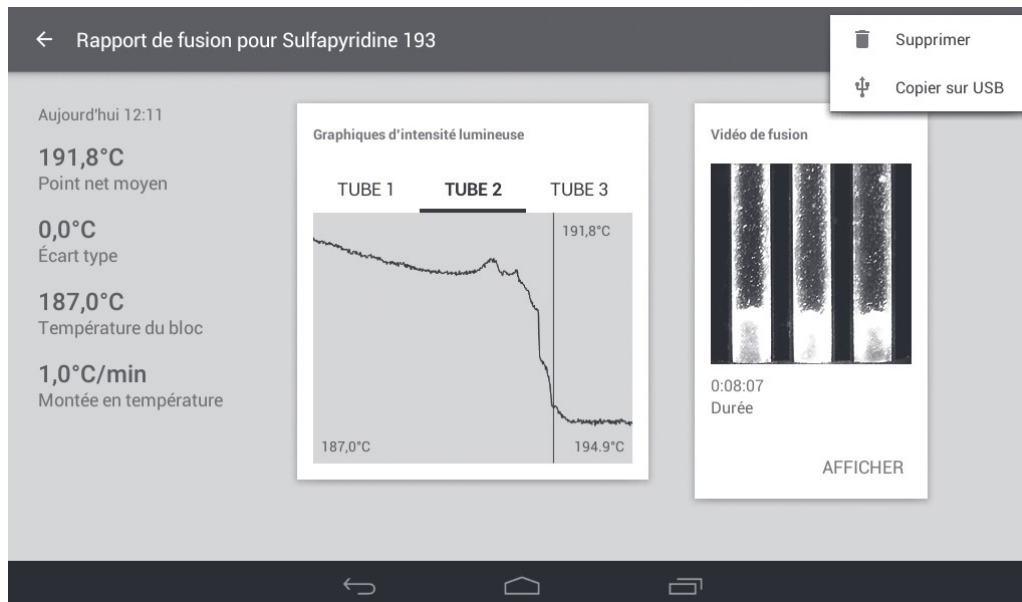 Rapport de fusion pour Sulfapyridine 193
Supprimer
Copier sur USB
Aujourd'hui 12:11
191,8°C
Point net moyen
0,0°C
Écart type
187,0°C
Température du bloc
1,0°C/min
Montée en température
Graphiques d'intensité lumineuse
TUBE 1 TUBE 2 TUBE 3
191,8°C
187,0°C 194.9°C
Vidéo de fusion
0:08:07
Durée
AFFICHER